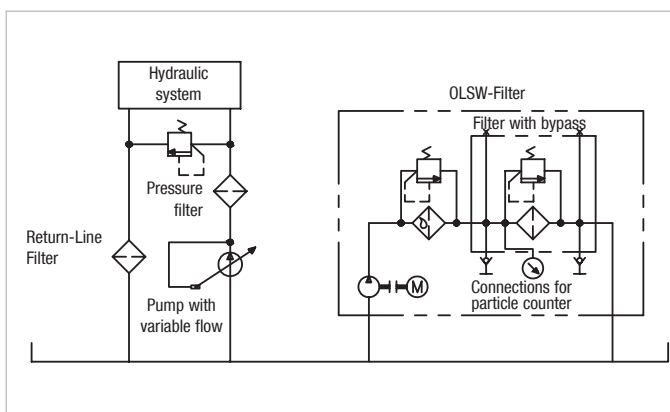 Hydraulic
system
OLSW-Filter
Filter with bypass
Pressure
filter
Return-Line
Filter
Pump with
variable flow
M
Connections for
particle counter